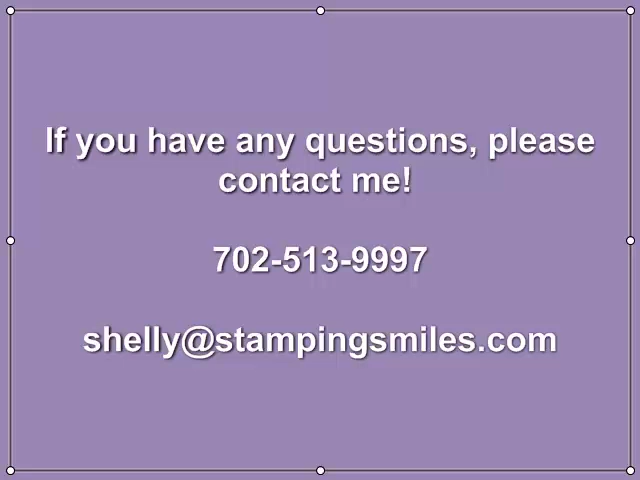 If you have any questions, please
contact me!
702-513-9997
shelly@stampingsmiles.com